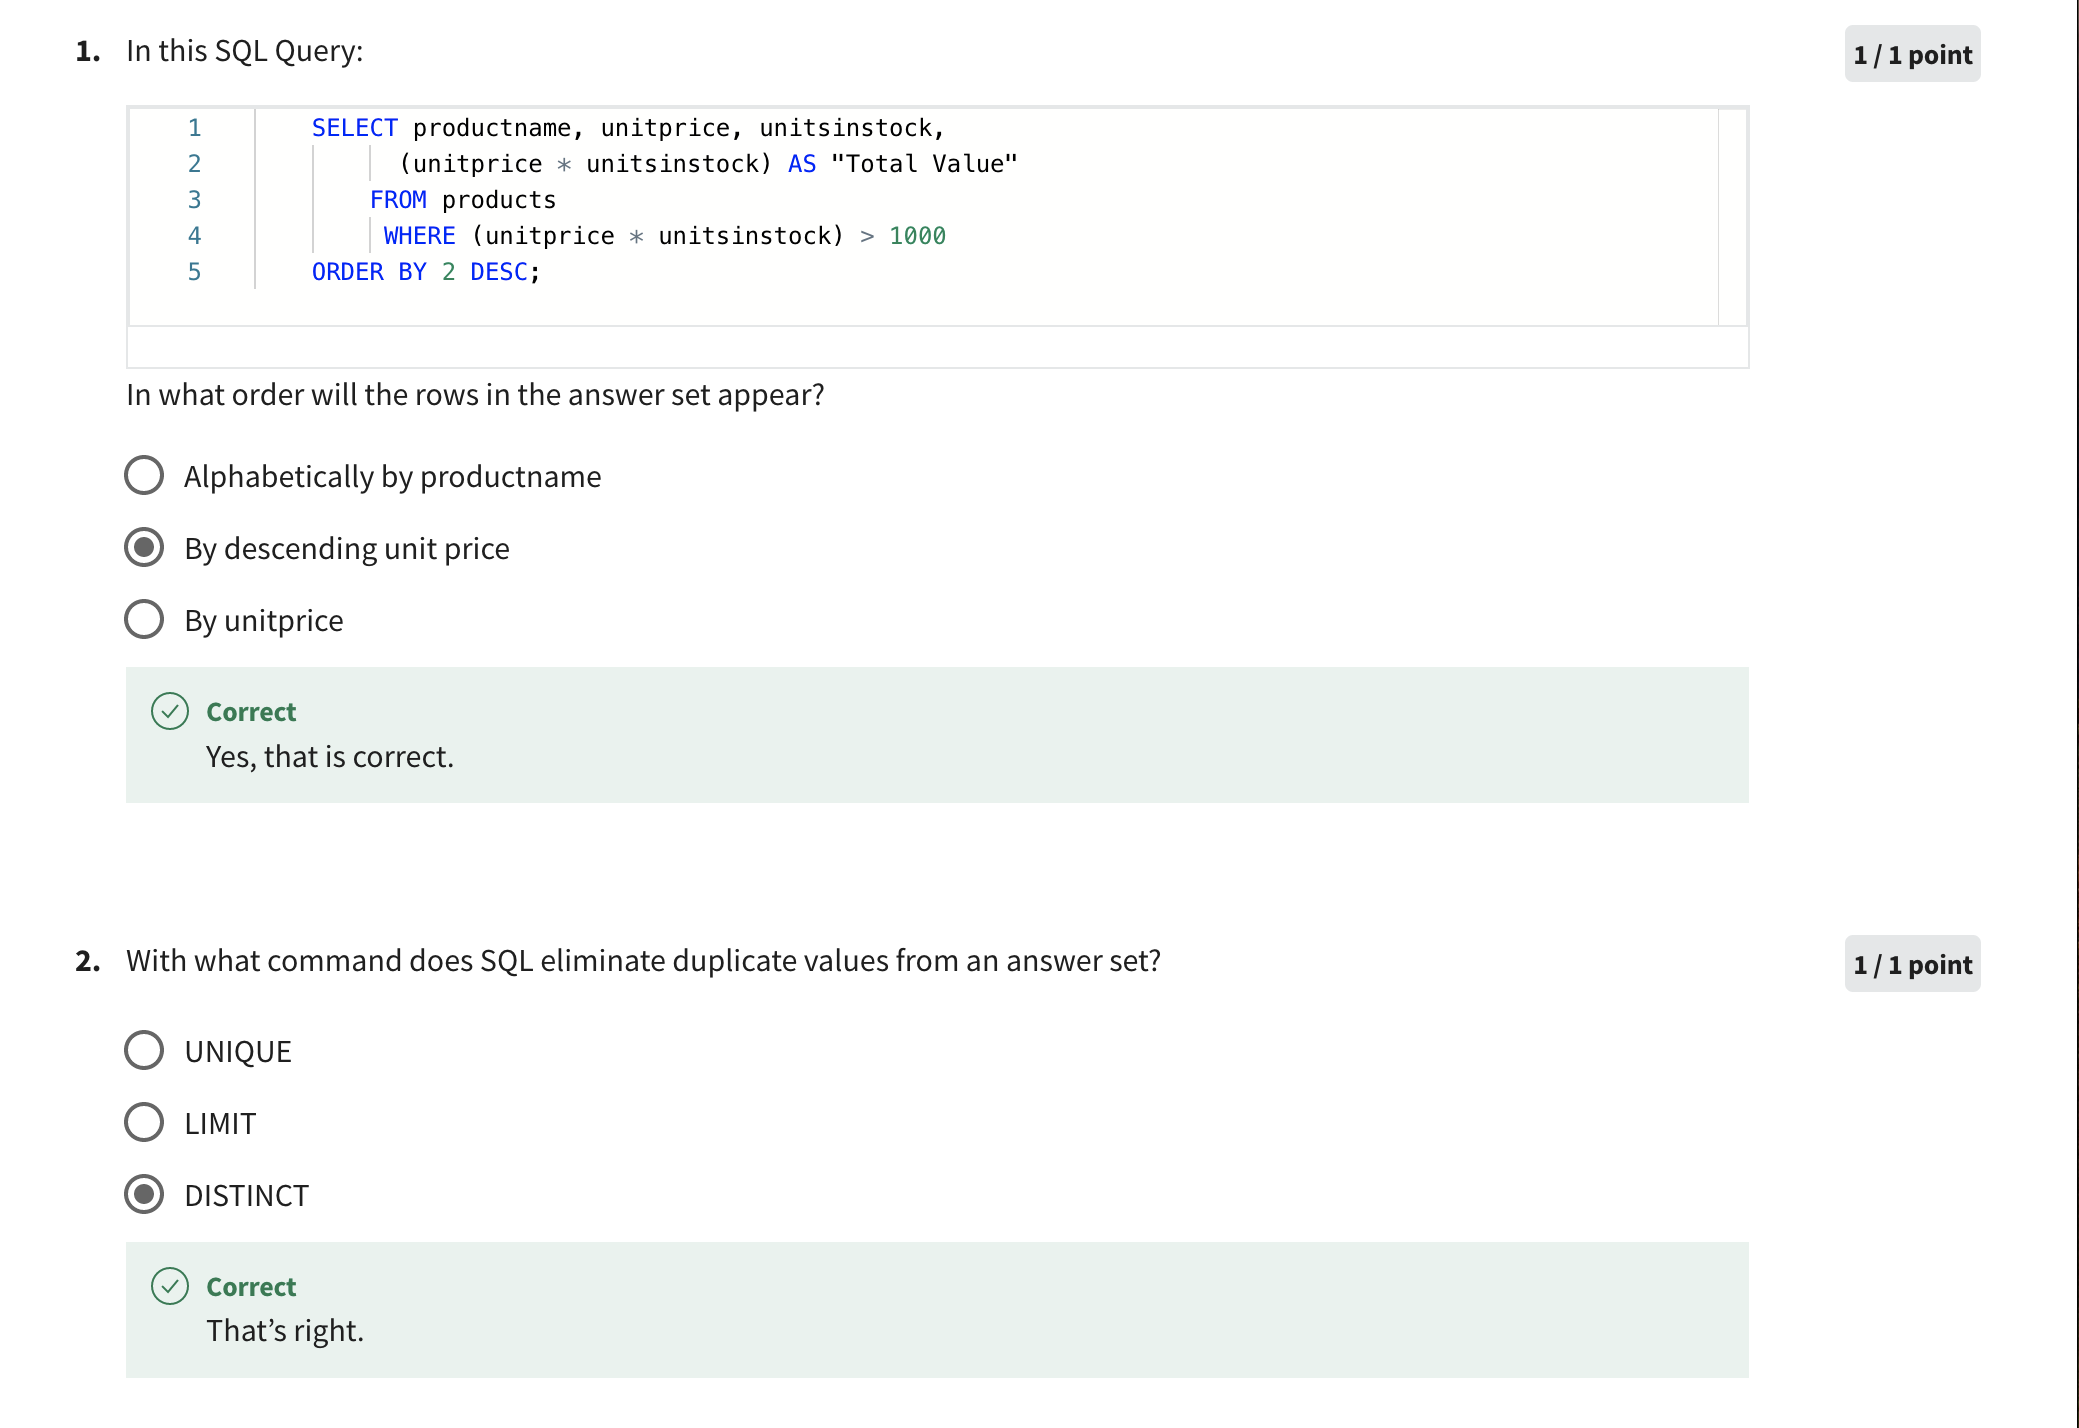 1. In this SQL Query:
1 / 1 point
1 SELECT productname, unitprice, unitsinstock,
2 (unitprice * unitsinstock) AS "Total Value"
3 FROM products
4 WHERE (unitprice * unitsinstock) > 1000
5 ORDER BY 2 DESC;
In what order will the rows in the answer set appear?
Alphabetically by productname
By descending unit price
By unitprice
Correct
Yes, that is correct.
2. With what command does SQL eliminate duplicate values from an answer set?
1 / 1 point
UNIQUE
LIMIT
DISTINCT
Correct
That’s right.